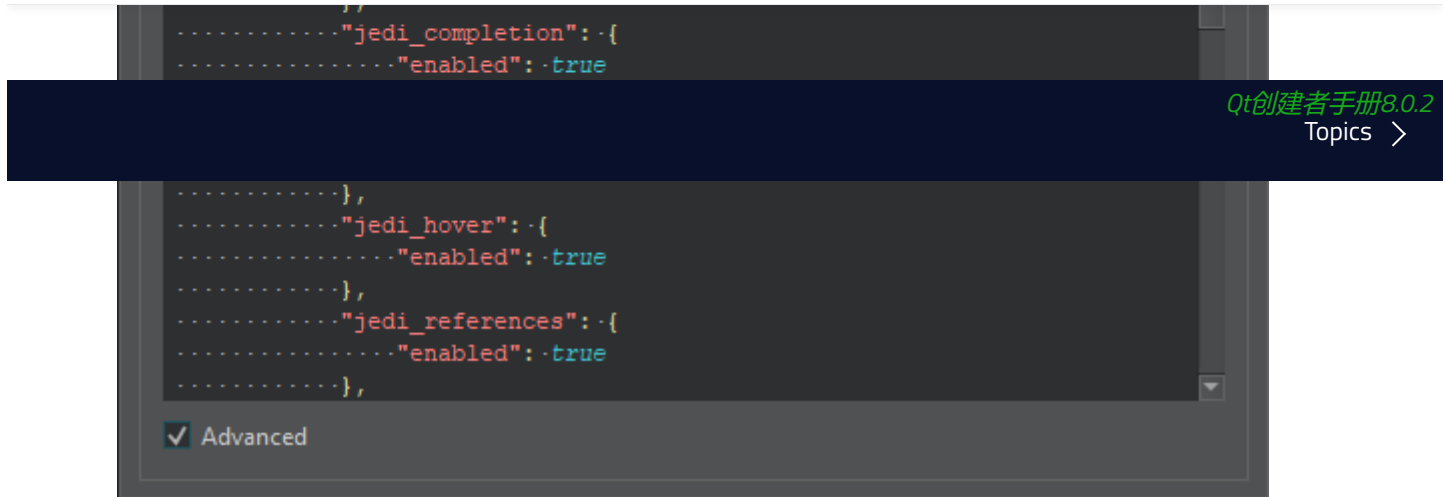 },
"jedi_completion": {
"enabled": true
Qt创建者手册8.0.2
Topics
},
"jedi_hover": {
"enabled": true
},
"jedi_references": {
"enabled": true
},
Advanced